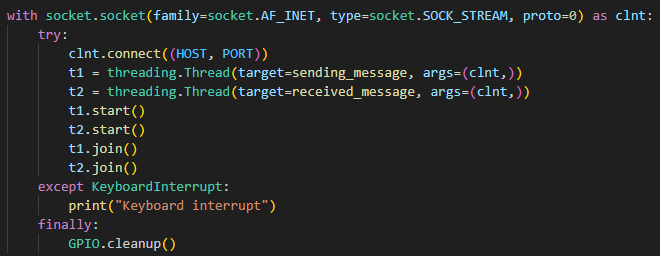 with socket.socket(family=socket.AF_INET, type=socket.SOCK_STREAM, proto=0) as clnt:
    try:
        clnt.connect((HOST, PORT))
        t1 = threading.Thread(target=sending_message, args=(clnt,))
        t2 = threading.Thread(target=received_message, args=(clnt,))
        t1.start()
        t2.start()
        t1.join()
        t2.join()
    except KeyboardInterrupt:
        print("Keyboard interrupt")
    finally:
        GPIO.cleanup()